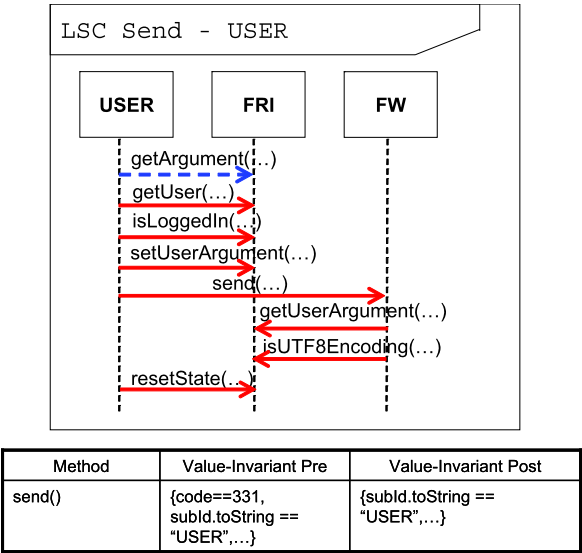 LSC Send - USER
USER FRI FW
getArgument(…)
getUser(…)
isLoggedIn(…)
setUserArgument(…)
send(…)
getUserArgument(…)
isUTF8Encoding(…)
resetState(…)
Method Value-Invariant Pre Value-Invariant Post
send() {code==331, {subId.toString ==
subId.toString == “USER”,…}
“USER”,…}